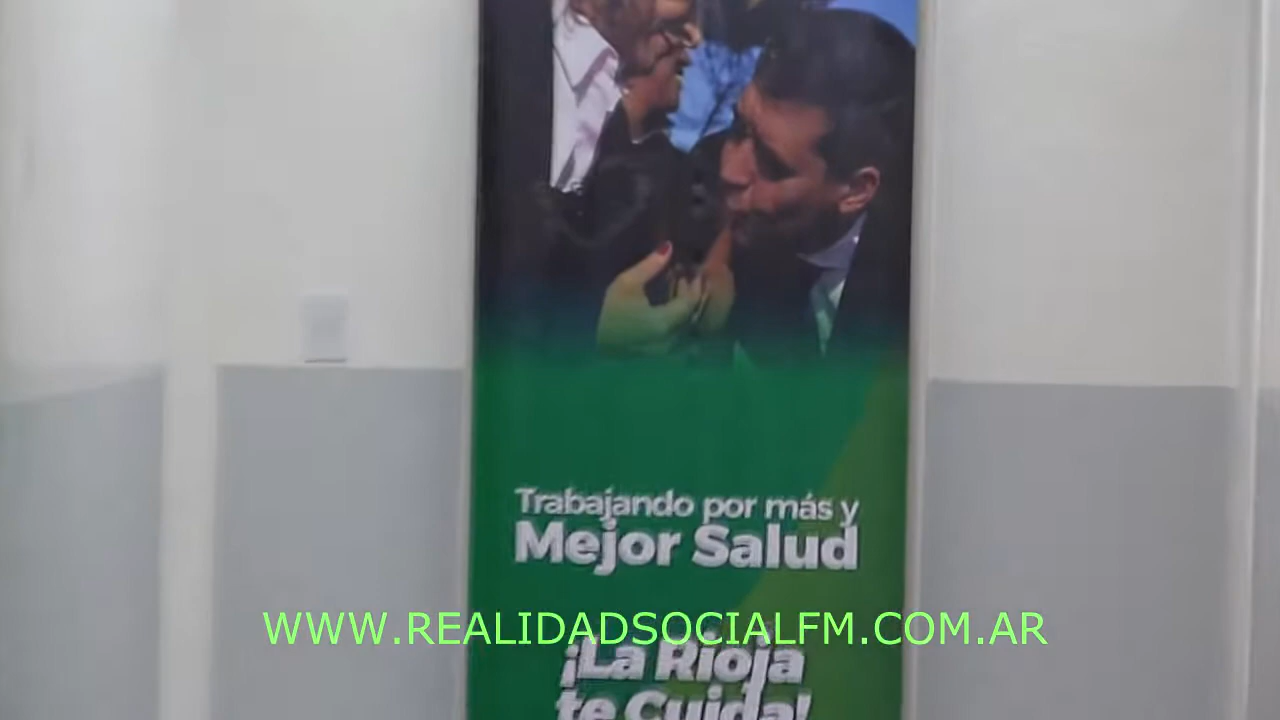 Trabajando por más y
Mejor Salud
WWW.REALIDADSOCIALFM.COM.AR
¡La Rioja
te Cuida!